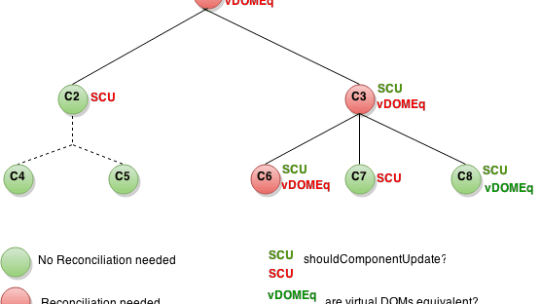 vDOMEq
C2 SCU
C3 SCU
vDOMEq
C4
C5
C6 SCU
vDOMEq
C7 SCU
C8 SCU
vDOMEq
No Reconciliation needed
SCU shouldComponentUpdate?
SCU
Reconciliation needed
vDOMEq are virtual DOMs equivalent?